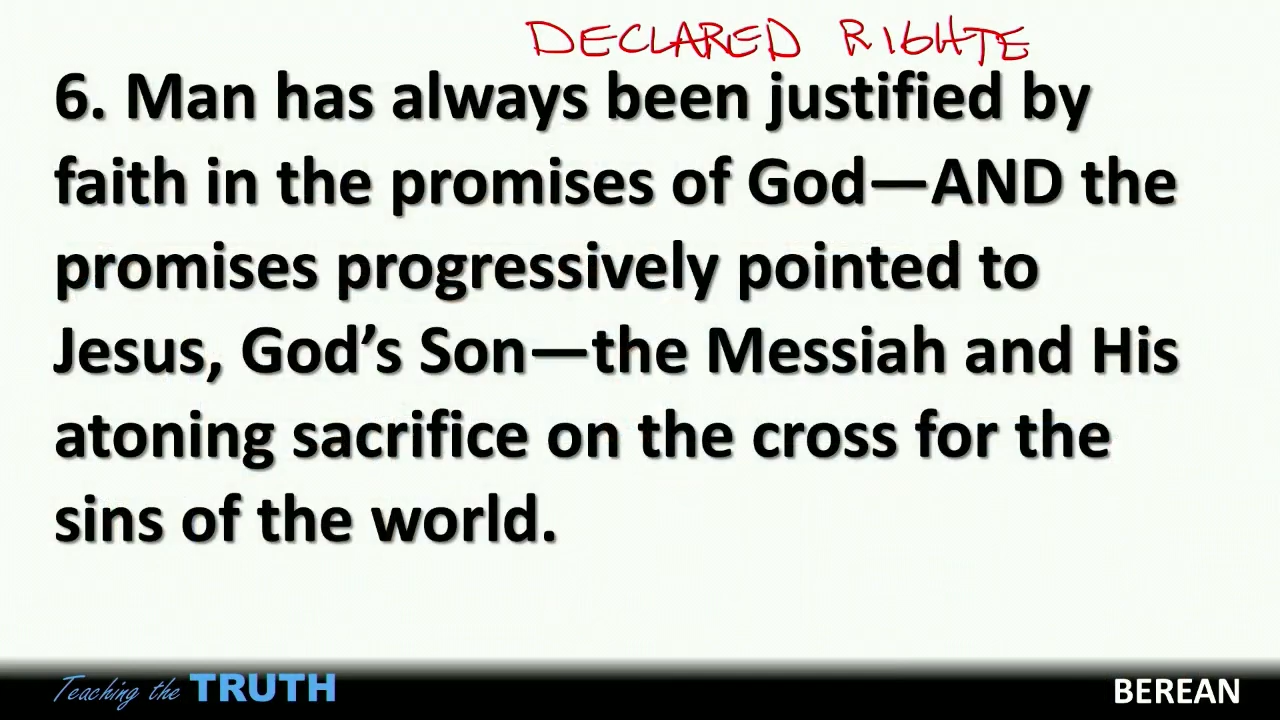 DECLARED RIGHTE
6. Man has always been justified by
faith in the promises of God—AND the
promises progressively pointed to
Jesus, God’s Son—the Messiah and His
atoning sacrifice on the cross for the
sins of the world.
Teaching the TRUTH
BEREAN